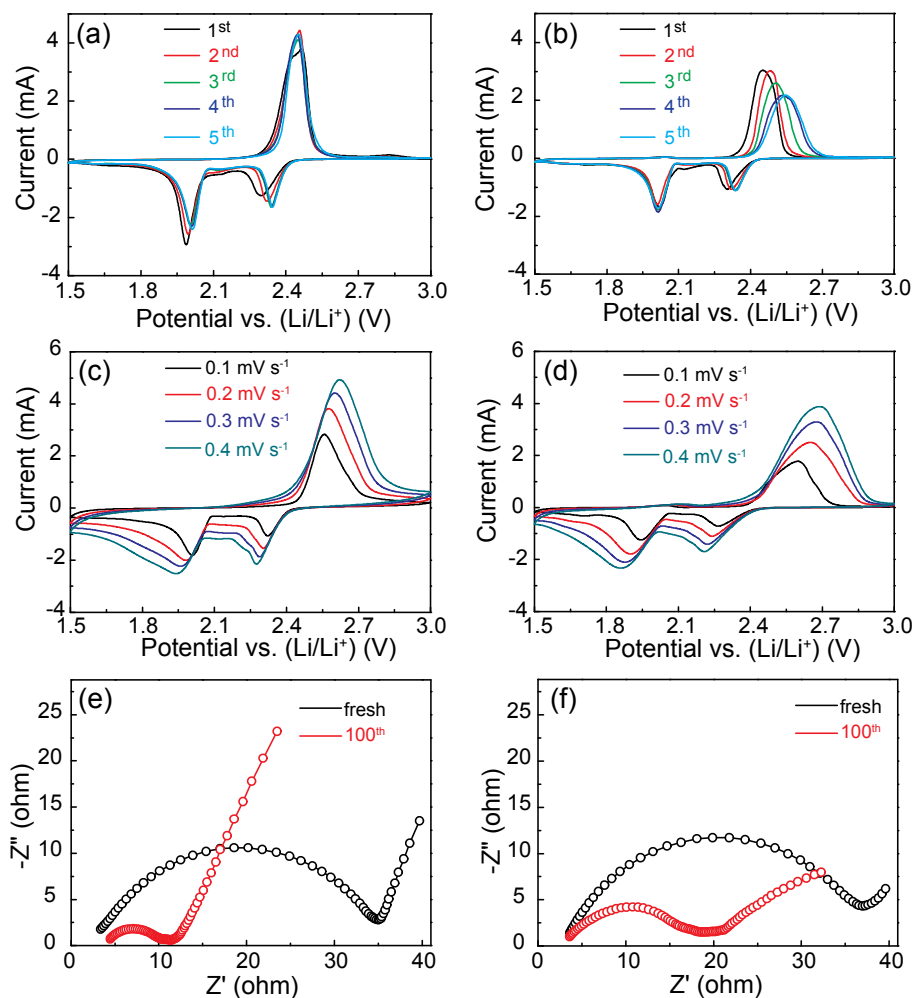 (a)
1st
2nd
3rd
4th
5th
Current (mA)
4
2
0
-2
-4
1.5 1.8 2.1 2.4 2.7 3.0
Potential vs. (Li/Li+) (V)
(b)
1st
2nd
3rd
4th
5th
Current (mA)
4
2
0
-2
-4
1.5 1.8 2.1 2.4 2.7 3.0
Potential vs. (Li/Li+) (V)
(c)
0.1 mV s-1
0.2 mV s-1
0.3 mV s-1
0.4 mV s-1
Current (mA)
6
4
2
0
-2
-4
1.5 1.8 2.1 2.4 2.7 3.0
Potential vs. (Li/Li+) (V)
(d)
0.1 mV s-1
0.2 mV s-1
0.3 mV s-1
0.4 mV s-1
Current (mA)
6
4
2
0
-2
-4
1.5 1.8 2.1 2.4 2.7 3.0
Potential vs. (Li/Li+) (V)
(e)
fresh
100th
-Z" (ohm)
25
20
15
10
5
0
0 10 20 30 40
Z' (ohm)
(f)
fresh
100th
-Z" (ohm)
25
20
15
10
5
0
0 10 20 30 40
Z' (ohm)